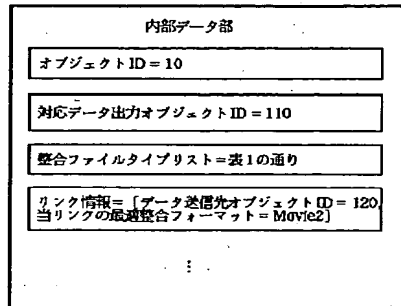 内部データ部
オブジェクトID=10
対応データ出力オブジェクトID=110
整合ファイルタイプリスト=表1の通り
リンク情報=［データ送信先オブジェクトID=120,
当リンクの最適整合フォーマット=Movie2］
⋮